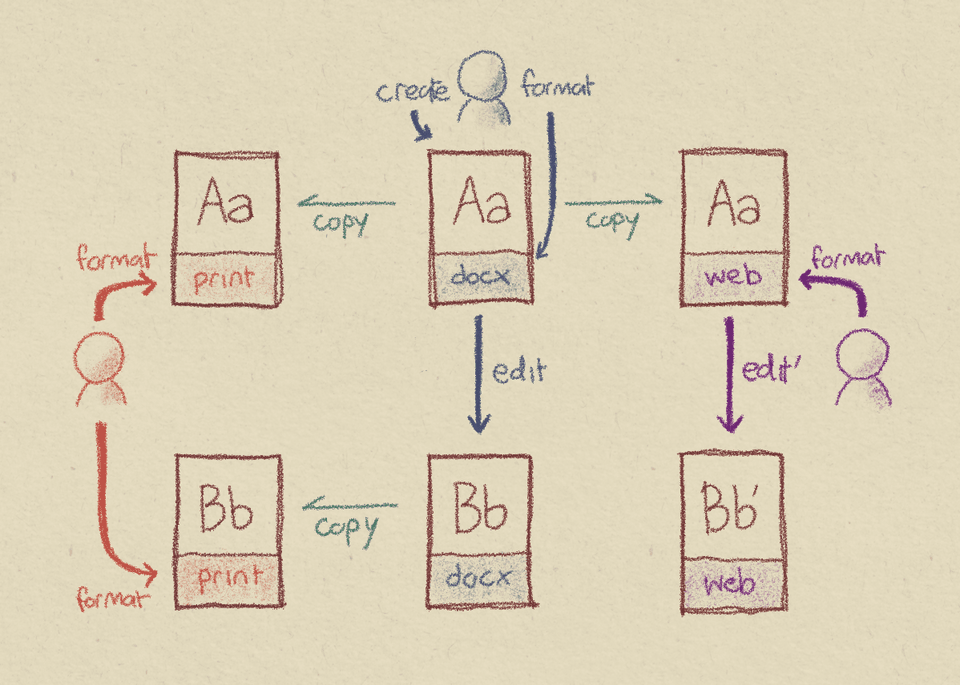 create
format
Aa
Aa
Aa
copy
copy
format
print
docx
web
format
edit
edit'
Bb
Bb
Bb'
copy
print
docx
web
format